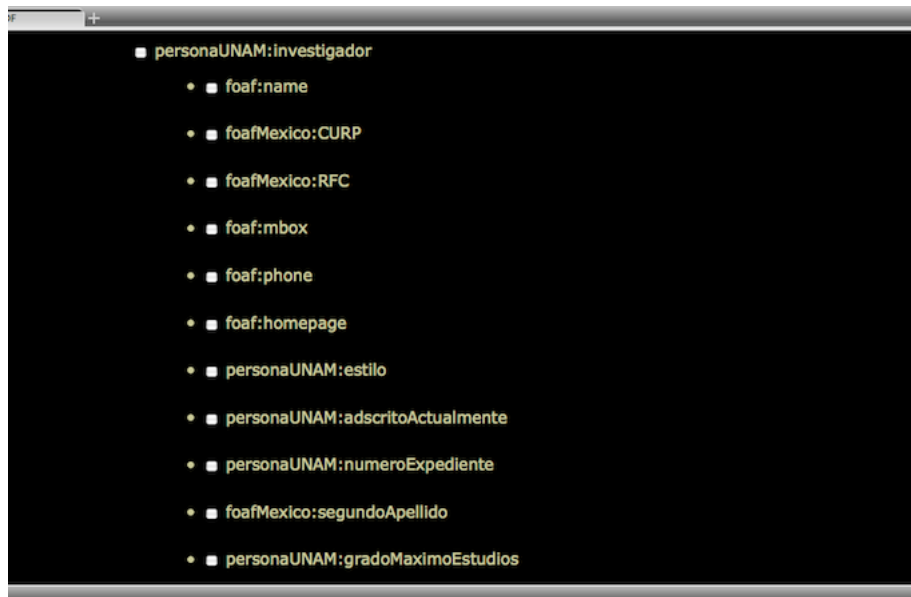 DF
personaUNAM:investigador
foaf:name
foafMexico:CURP
foafMexico:RFC
foaf:mbox
foaf:phone
foaf:homepage
personaUNAM:estilo
personaUNAM:adscritoActualmente
personaUNAM:numeroExpediente
foafMexico:segundoApellido
personaUNAM:gradoMaximoEstudios